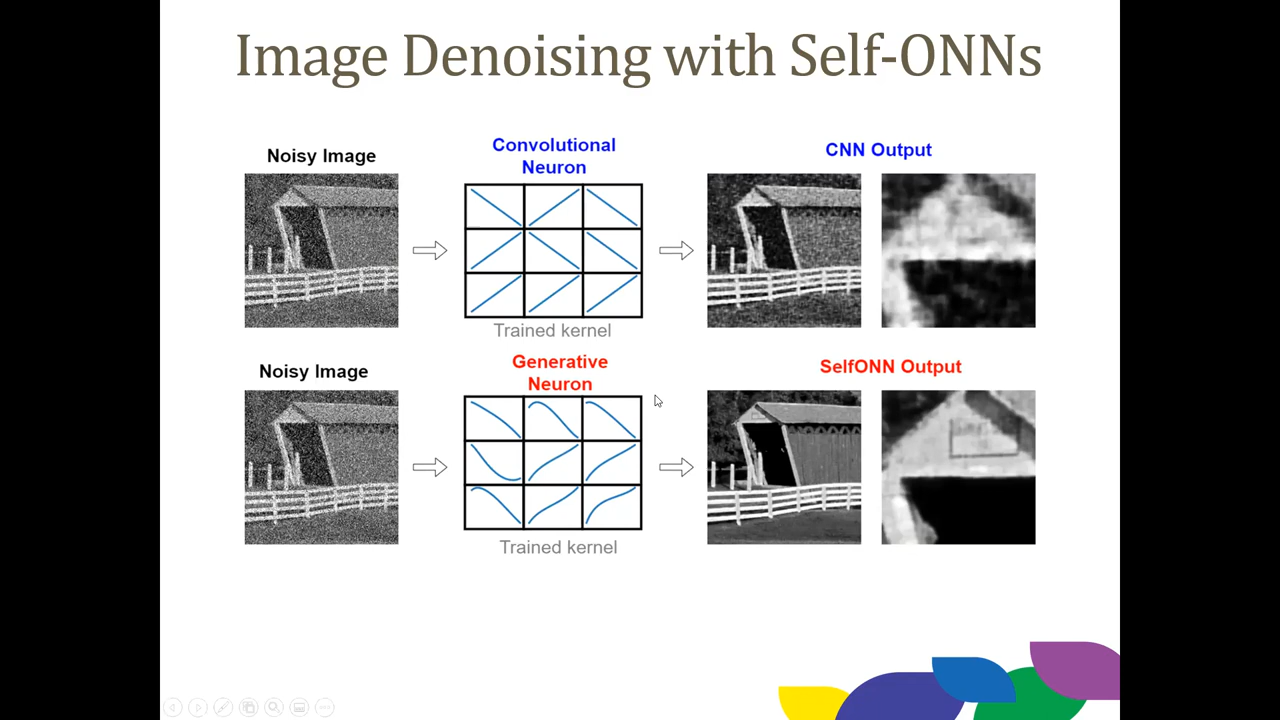 Image Denoising with Self-ONNs
Noisy Image
Convolutional
Neuron
CNN Output
Trained kernel
Noisy Image
Generative
Neuron
SelfONN Output
Trained kernel